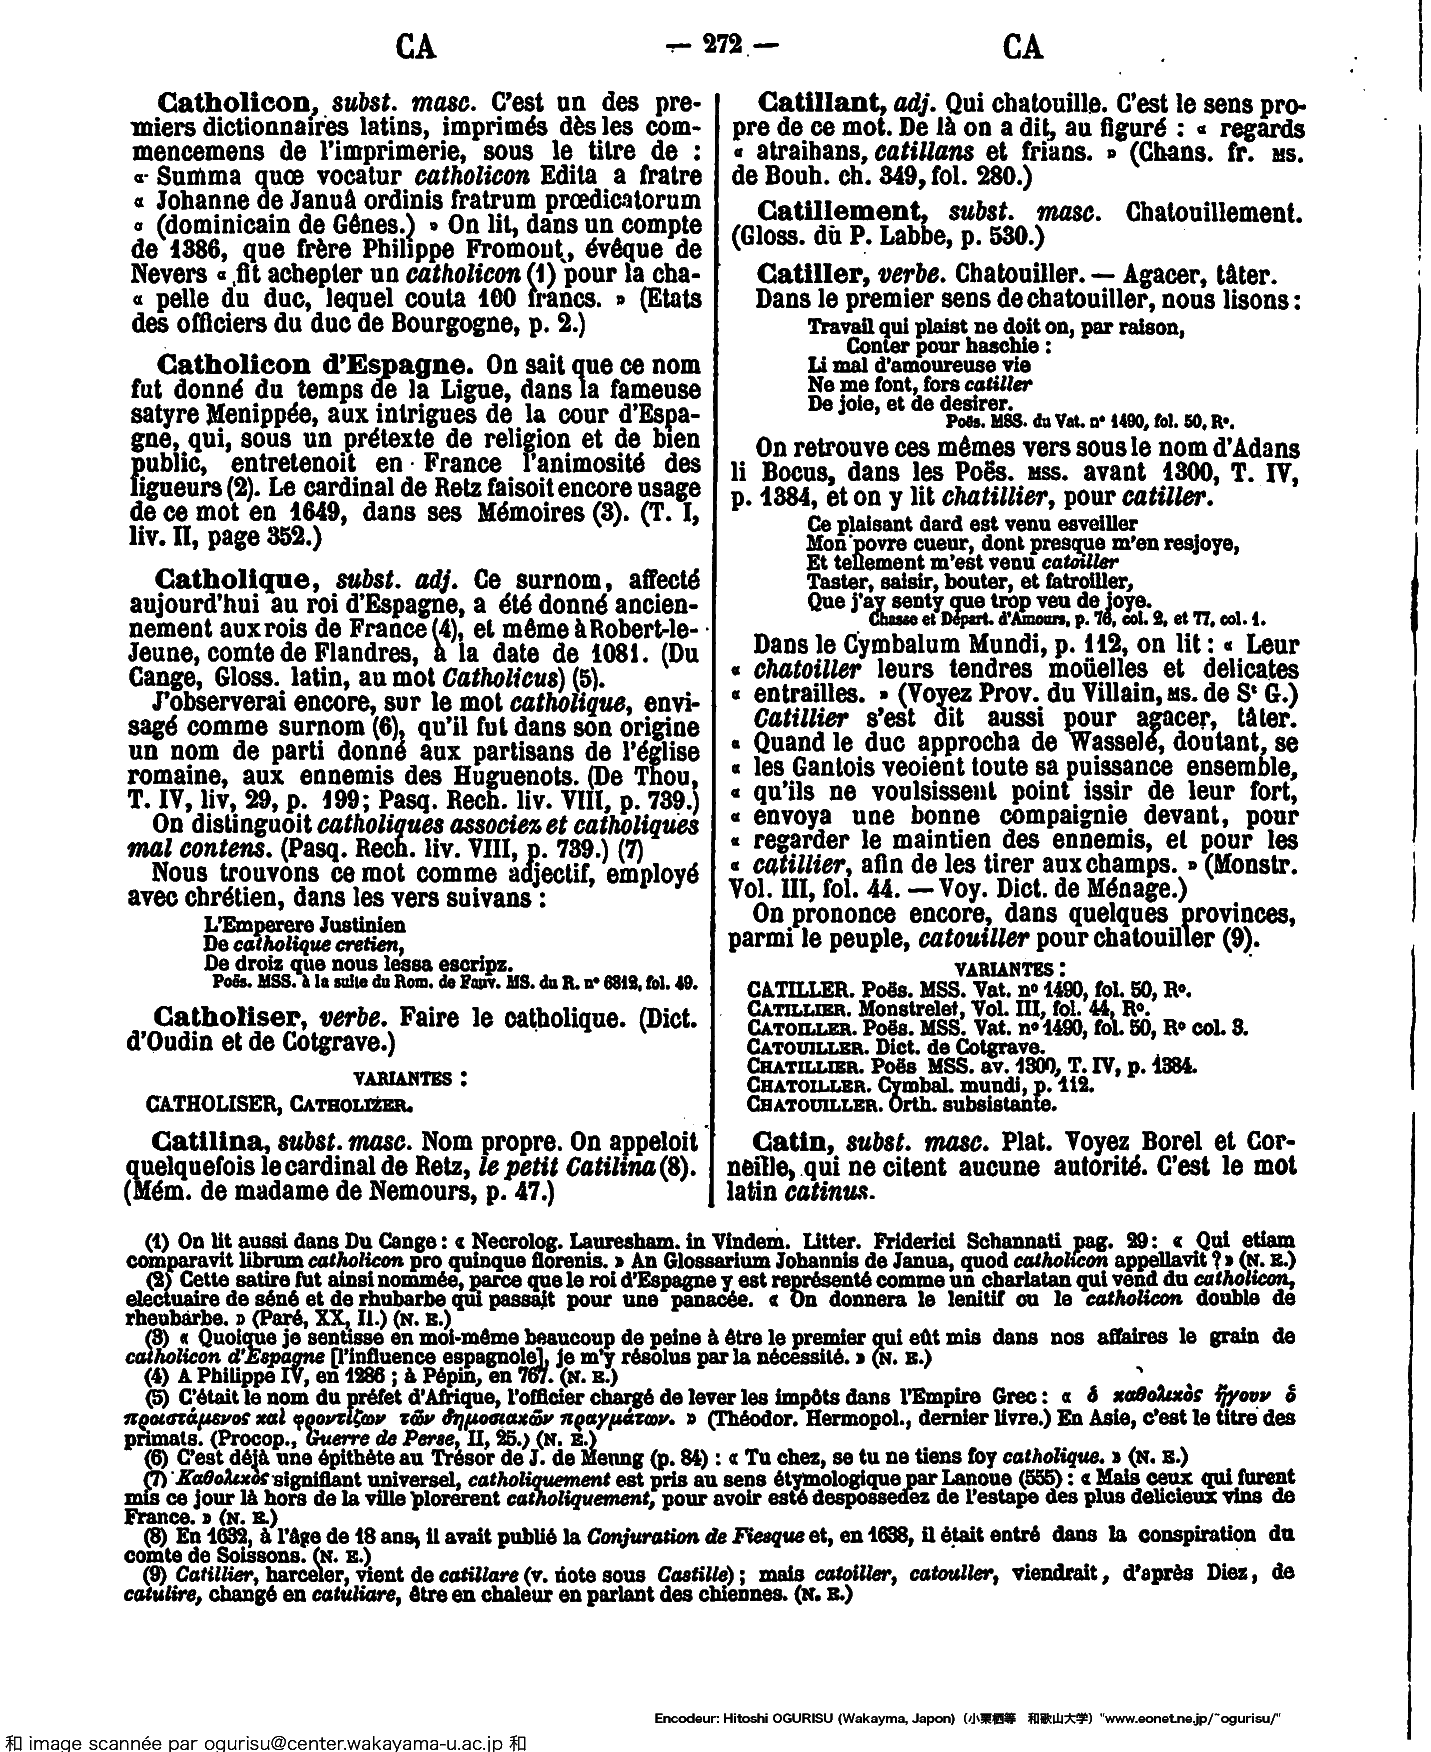 CA — 272 — CA
Catholicon, subst. masc. C'est un des pre-
miers dictionnaires latins, imprimés dès les com-
mencemens de l'imprimerie, sous le titre de :
« Summa quœ vocatur catholicon Edita a fratre
« Johanne de Januâ ordinis fratrum prœdicatorum
« (dominicain de Gênes.) » On lit, dans un compte
de 1386, que frère Philippe Fromont, évêque de
Nevers « fit achepter un catholicon (1) pour la cha-
« pelle du duc, lequel couta 100 francs. » (Etats
des officiers du duc de Bourgogne, p. 2.)
Catholicon d'Espagne. On sait que ce nom
fut donné du temps de la Ligue, dans la fameuse
satyre Menippée, aux intrigues de la cour d'Espa-
gne, qui, sous un prétexte de religion et de bien
public, entretenoit en France l'animosité des
ligueurs (2). Le cardinal de Retz faisoit encore usage
de ce mot en 1649, dans ses Mémoires (3). (T. I,
liv. II, page 352.)
Catholique, subst. adj. Ce surnom, affecté
aujourd'hui au roi d'Espagne, a été donné ancien-
nement aux rois de France (4), et même à Robert-le-
Jeune, comte de Flandres, à la date de 1081. (Du
Cange, Gloss. latin, au mot Catholicus) (5).
J'observerai encore, sur le mot catholique, envi-
sagé comme surnom (6), qu'il fut dans son origine
un nom de parti donné aux partisans de l'église
romaine, aux ennemis des Huguenots. (De Thou,
T. IV, liv, 29, p. 199; Pasq. Rech. liv. VIII, p. 739.)
On distinguoit catholiques associez et catholiques
mal contens. (Pasq. Rech. liv. VIII, p. 739.) (7)
Nous trouvons ce mot comme adjectif, employé
avec chrétien, dans les vers suivans :
L'Emperere Justinien
De catholique cretien,
De droiz que nous lessa escripz.
Poës. MSS. à la suite du Rom. de Fauv. MS. du R. n° 6812, fol. 49.
Catholiser, verbe. Faire le catholique. (Dict.
d'Oudin et de Cotgrave.)
VARIANTES :
CATHOLISER, CATHOLIZER.
Catilina, subst. masc. Nom propre. On appeloit
quelquefois le cardinal de Retz, le petit Catilina (8).
(Mém. de madame de Nemours, p. 47.)
Catillant, adj. Qui chatouille. C'est le sens pro-
pre de ce mot. De là on a dit, au figuré : « regards
« atraihans, catillans et frians. » (Chans. fr. MS.
de Bouh. ch. 349, fol. 280.)
Catillement, subst. masc. Chatouillement.
(Gloss. du P. Labbe, p. 530.)
Catiller, verbe. Chatouiller. — Agacer, tâter.
Dans le premier sens de chatouiller, nous lisons :
Travail qui plaist ne doit on, par raison,
Conter pour haschie :
Li mal d'amoureuse vie
Ne me font, fors catiller
De joie, et de desirer.
Poës. MSS. du Vat. n° 1490, fol. 50, R°.
On retrouve ces mêmes vers sous le nom d'Adans
li Bocus, dans les Poës. MSS. avant 1300, T. IV,
p. 1384, et on y lit chatillier, pour catiller.
Ce plaisant dard est venu esveiller
Mon povre cueur, dont presque m'en resjoye,
Et tellement m'est venu catoiller
Taster, saisir, bouter, et fatroiller,
Que j'ay senty que trop veu de joye.
Chasse et Départ. d'Amours, p. 76, col. 2, et 77, col. 1.
Dans le Cymbalum Mundi, p. 112, on lit : « Leur
« chatoiller leurs tendres moüelles et delicates
« entrailles. » (Voyez Prov. du Villain, MS. de St G.)
Catillier s'est dit aussi pour agacer, tâter.
« Quand le duc approcha de Wasselé, doutant, se
« les Gantois veoient toute sa puissance ensemble,
« qu'ils ne voulsissent point issir de leur fort,
« envoya une bonne compaignie devant, pour
« regarder le maintien des ennemis, et pour les
« catillier, afin de les tirer aux champs. » (Monstr.
Vol. III, fol. 44. — Voy. Dict. de Ménage.)
On prononce encore, dans quelques provinces,
parmi le peuple, catouiller pour chatouiller (9).
VARIANTES :
CATILLER. Poës. MSS. Vat. n° 1490, fol. 50, R°.
CATILLIER. Monstrelet, Vol. III, fol. 44, R°.
CATOILLER. Poës. MSS. Vat. n° 1490, fol. 50, R° col. 3.
CATOUILLER. Dict. de Cotgrave.
CHATILLIER. Poës MSS. av. 1300, T. IV, p. 1384.
CHATOILLER. Cymbal. mundi, p. 112.
CHATOUILLER. Orth. subsistante.
Catin, subst. masc. Plat. Voyez Borel et Cor-
neille, qui ne citent aucune autorité. C'est le mot
latin catinus.
(1) On lit aussi dans Du Cange : « Necrolog. Lauresham. in Vindem. Litter. Friderici Schannati pag. 29 : « Qui etiam
comparavit librum catholicon pro quinque florenis. » An Glossarium Johannis de Janua, quod catholicon appellavit ? » (N. E.)
(2) Cette satire fut ainsi nommée, parce que le roi d'Espagne y est représenté comme un charlatan qui vend du catholicon,
electuaire de séné et de rhubarbe qui passait pour une panacée. « On donnera le lenitif ou le catholicon double de
rheubarbe. » (Paré, XX, II.) (N. E.)
(3) « Quoique je sentisse en moi-même beaucoup de peine à être le premier qui eût mis dans nos affaires le grain de
catholicon d'Espagne [l'influence espagnole], je m'y résolus par la nécessité. » (N. E.)
(4) A Philippe IV, en 1286 ; à Pépin, en 767. (N. E.)
(5) C'était le nom du préfet d'Afrique, l'officier chargé de lever les impôts dans l'Empire Grec : « ὁ καθολικὸς ἤγουν ὁ
προιστάμενος καὶ φροντίζων τῶν δημοσιακῶν πραγμάτων. » (Théodor. Hermopol., dernier livre.) En Asie, c'est le titre des
primats. (Procop., Guerre de Perse, II, 25.) (N. E.)
(6) C'est déjà une épithète au Trésor de J. de Meung (p. 84) : « Tu chez, se tu ne tiens foy catholique. » (N. E.)
(7) Καθολικὸς signifiant universel, catholiquement est pris au sens étymologique par Lanoue (555) : « Mais ceux qui furent
mis ce jour là hors de la ville plorerent catholiquement, pour avoir esté despossedez de l'estape des plus delicieux vins de
France. » (N. E.)
(8) En 1632, à l'âge de 18 ans, il avait publié la Conjuration de Fiesque et, en 1638, il était entré dans la conspiration du
comte de Soissons. (N. E.)
(9) Catillier, harceler, vient de catillare (v. note sous Castille) ; mais catoiller, catouller, viendrait, d'après Diez, de
catulire, changé en catuliare, être en chaleur en parlant des chiennes. (N. E.)
Encodeur: Hitoshi OGURISU (Wakayma, Japon) (小栗栖等 和歌山大学) "www.eonet.ne.jp/~ogurisu/"
和 image scannée par ogurisu@center.wakayama-u.ac.jp 和